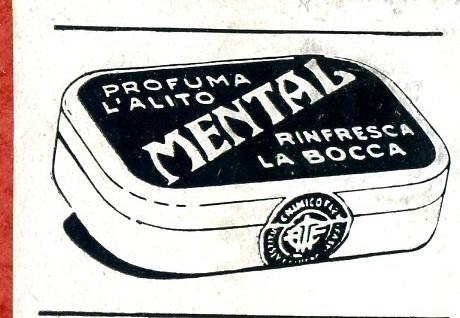 PROFUMA
L'ALITO
MENTAL
RINFRESCA
LA BOCCA